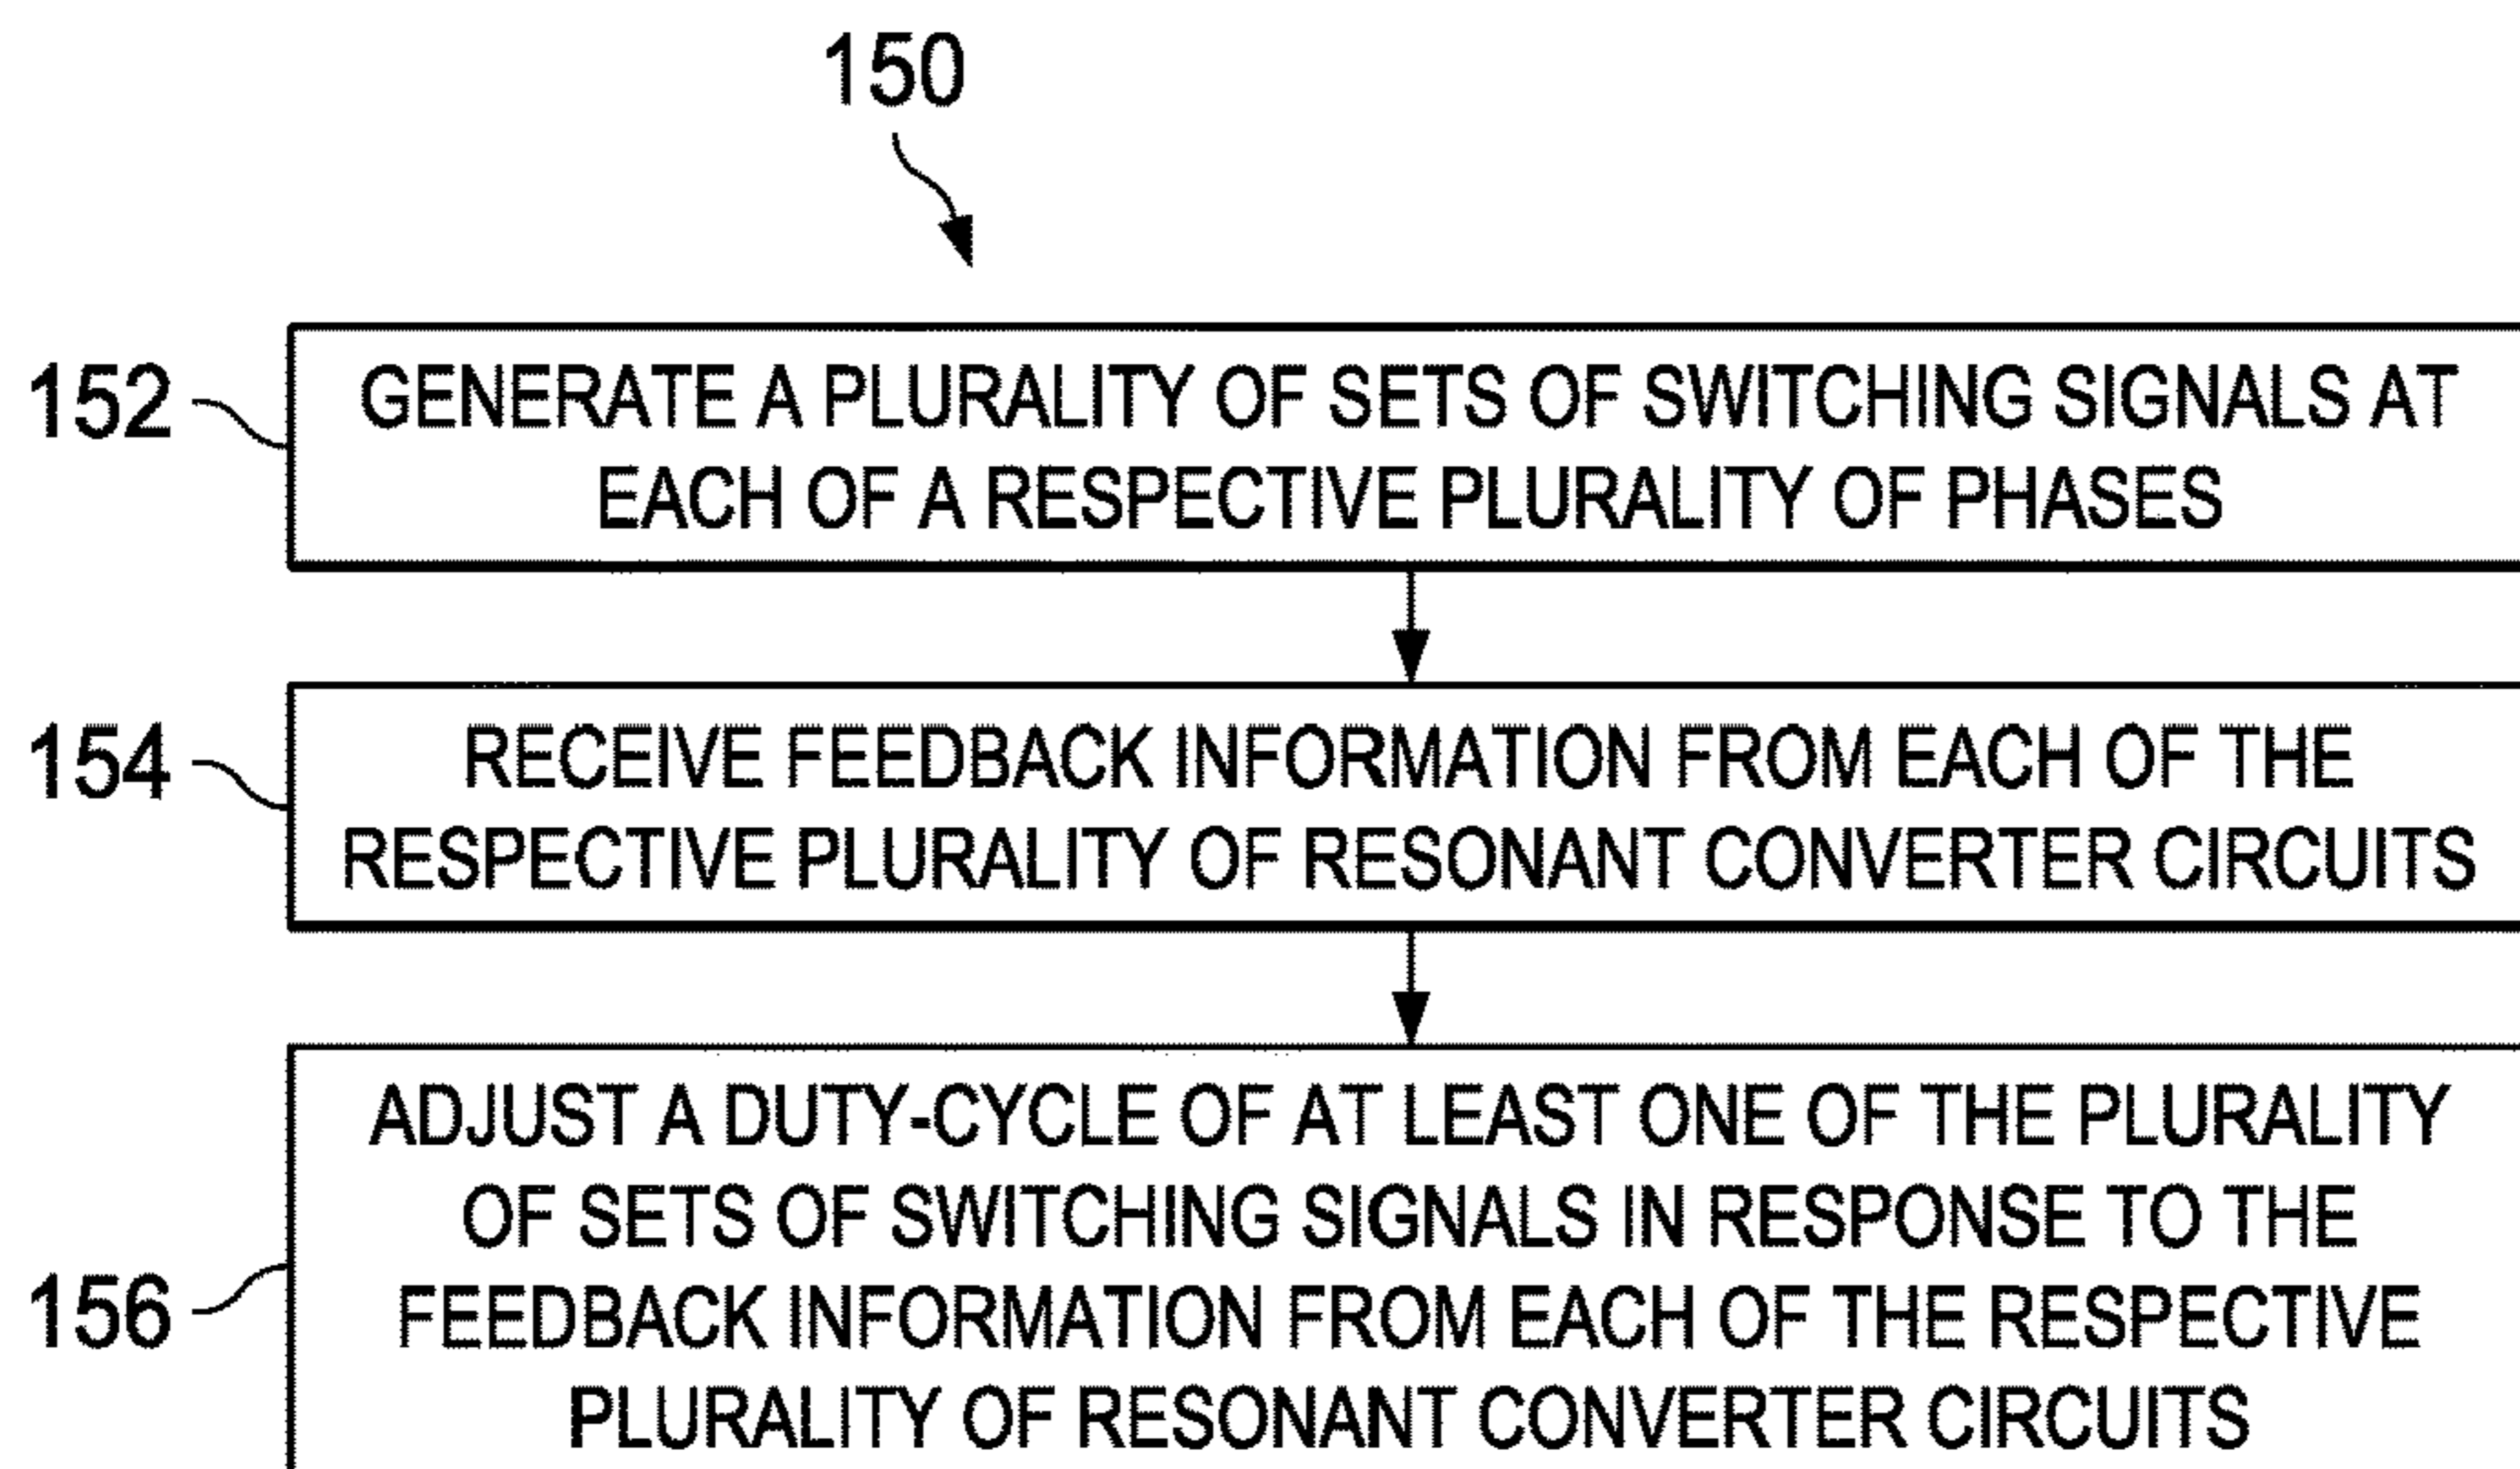 150
152
GENERATE A PLURALITY OF SETS OF SWITCHING SIGNALS AT
EACH OF A RESPECTIVE PLURALITY OF PHASES
154
RECEIVE FEEDBACK INFORMATION FROM EACH OF THE
RESPECTIVE PLURALITY OF RESONANT CONVERTER CIRCUITS
156
ADJUST A DUTY-CYCLE OF AT LEAST ONE OF THE PLURALITY
OF SETS OF SWITCHING SIGNALS IN RESPONSE TO THE
FEEDBACK INFORMATION FROM EACH OF THE RESPECTIVE
PLURALITY OF RESONANT CONVERTER CIRCUITS